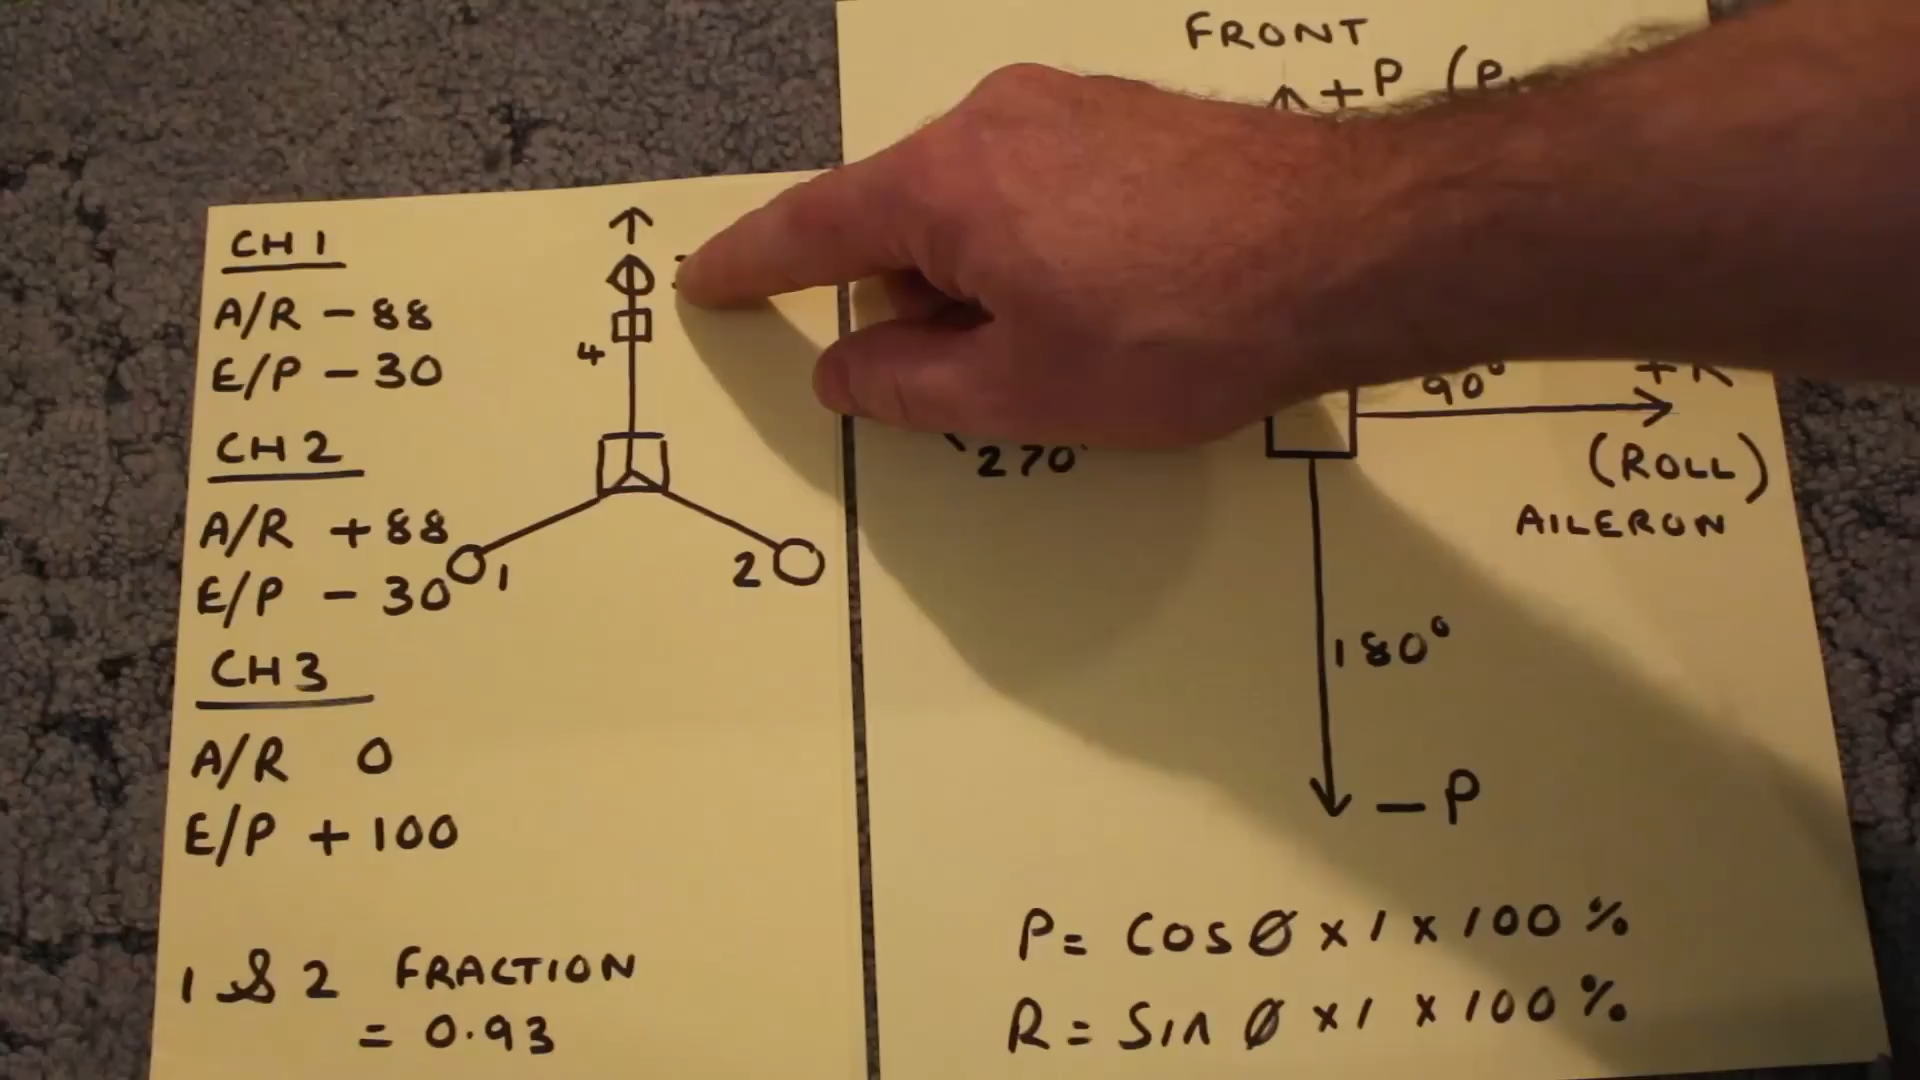 CH 1
A/R - 88
E/P - 30
CH 2
A/R + 88
E/P - 30
CH 3
A/R 0
E/P + 100
1 & 2 FRACTION
= 0.93
4
1
2
FRONT
+P (P
90°
270°
(ROLL)
AILERON
180°
- P
P = COS Ø x 1 x 100 %
R = Sin Ø x 1 x 100 %